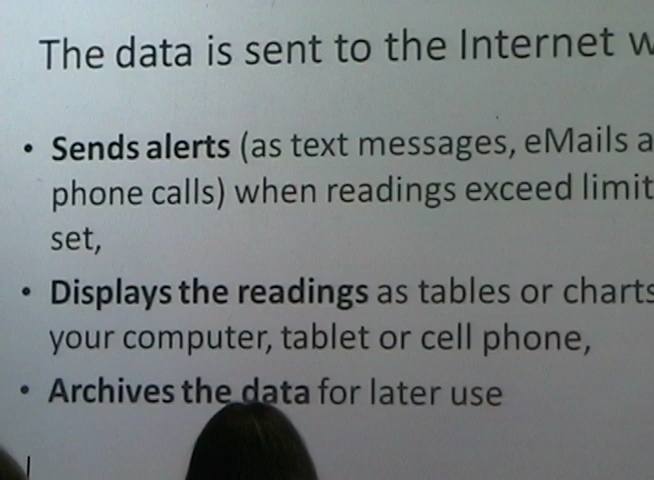 The data is sent to the Internet
• Sends alerts (as text messages, eMails
phone calls) when readings exceed
set,
• Displays the readings as tables or charts
your computer, tablet or cell phone,
• Archives the data for later use